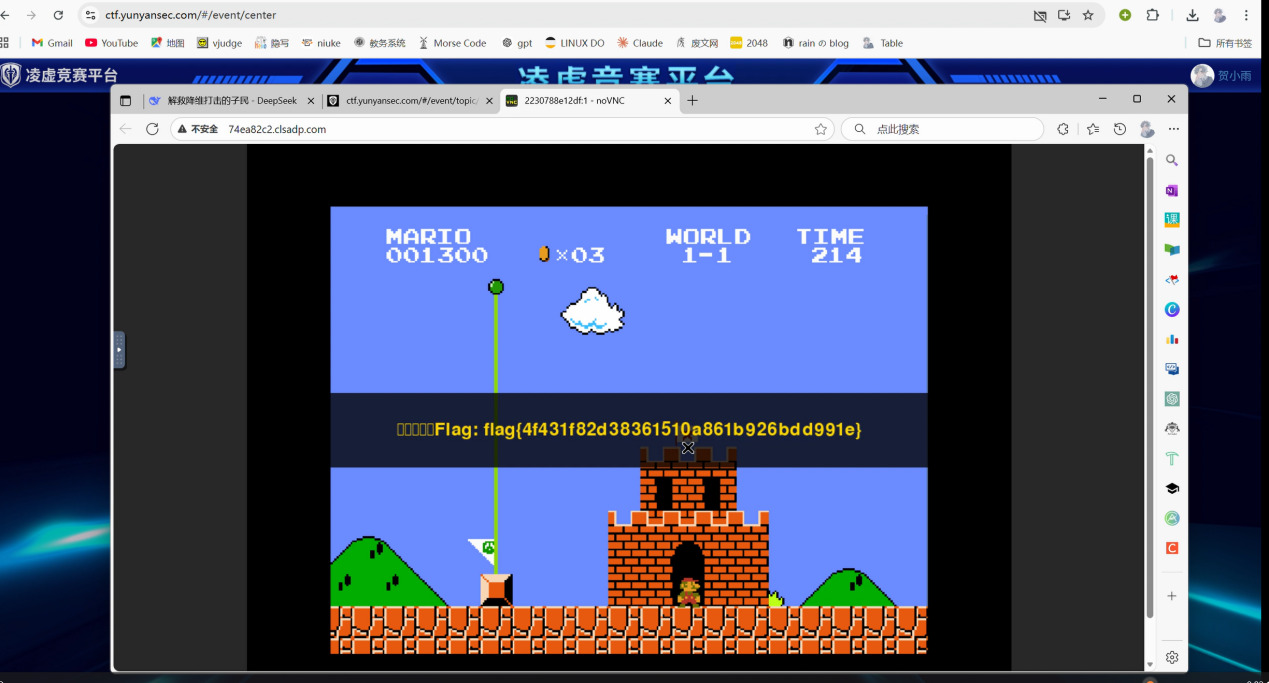 ctf.yunyansec.com/#/event/center
Gmail
YouTube
地图
vjudge
隐写
niuke
教务系统
Morse Code
gpt
LINUX DO
Claude
废文网
2048
rain の blog
Table
所有书签
凌虚竞赛平台
凌虚竞赛平台
贺小雨
解救降维打击的子民 - DeepSeek
ctf.yunyansec.com/#/event/topic
2230788e12df:1 - noVNC
不安全
74ea82c2.clsadp.com
点此搜索
MARIO
WORLD
TIME
001300
×03
1-1
214
Flag: flag{4f431f82d38361510a861b926bdd991e}